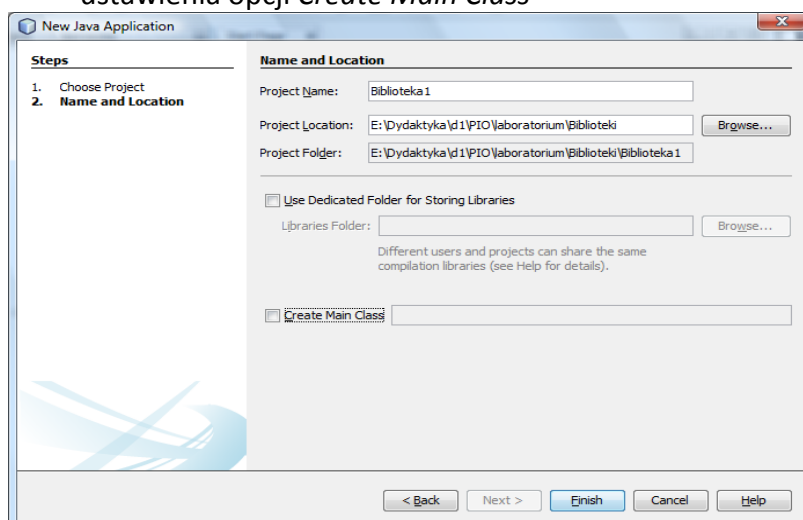 ustawienia opcji Create Main Class
New Java Application
Steps
1. Choose Project
2. Name and Location
Name and Location
Project Name: Biblioteka1
Project Location: E:\Dydaktyka\d1\PIO\laboratorium\Biblioteki Browse...
Project Folder: E:\Dydaktyka\d1\PIO\laboratorium\Biblioteki\Biblioteka1
Use Dedicated Folder for Storing Libraries
Libraries Folder: Browse...
Different users and projects can share the same
compilation libraries (see Help for details).
Create Main Class
< Back Next > Finish Cancel Help